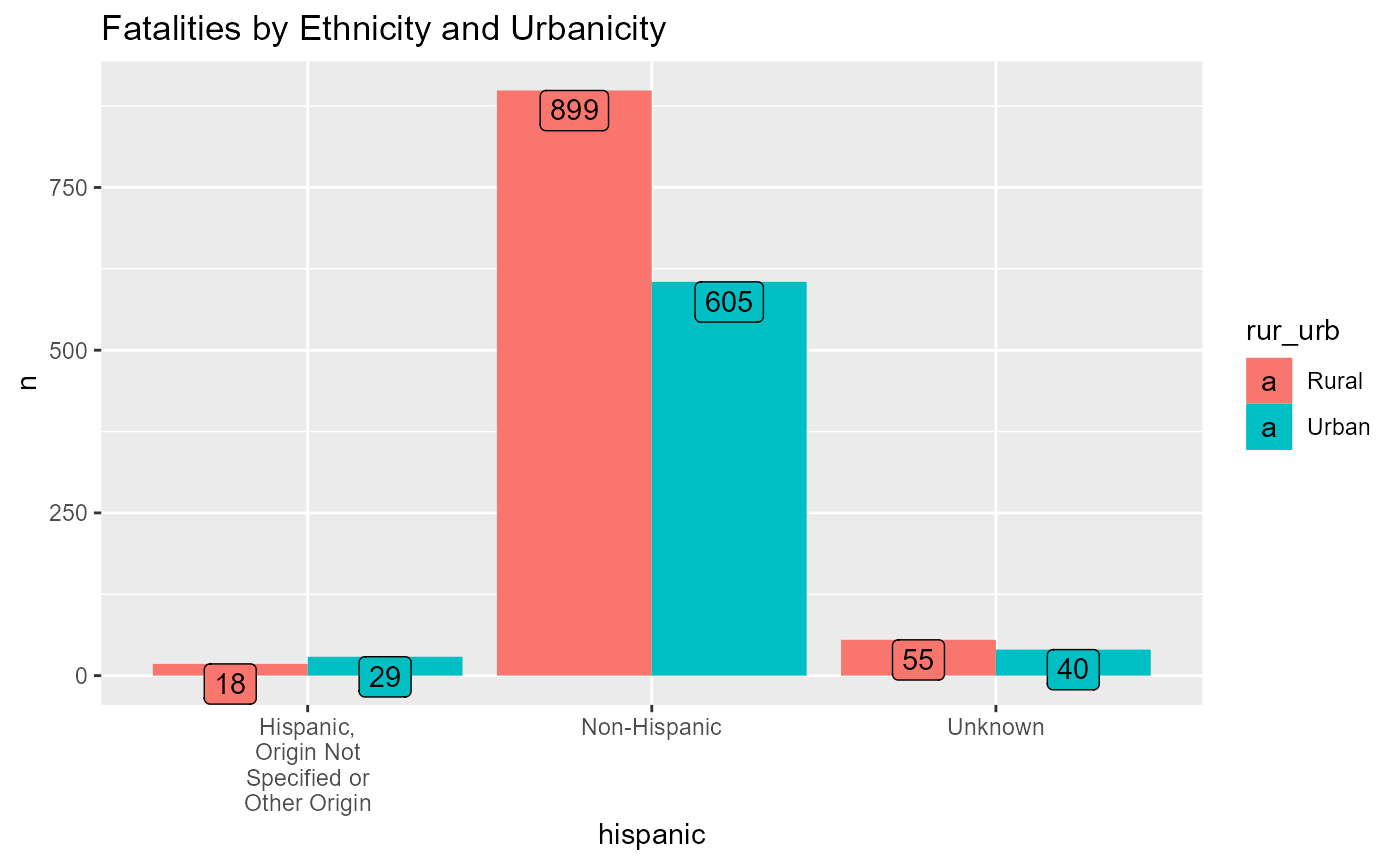 Fatalities by Ethnicity and Urbanicity
899
750
605
500
n
250
0
18
29
55
40
Hispanic,
Origin Not
Specified or
Other Origin
Non-Hispanic
Unknown
hispanic
rur_urb
a Rural
a Urban